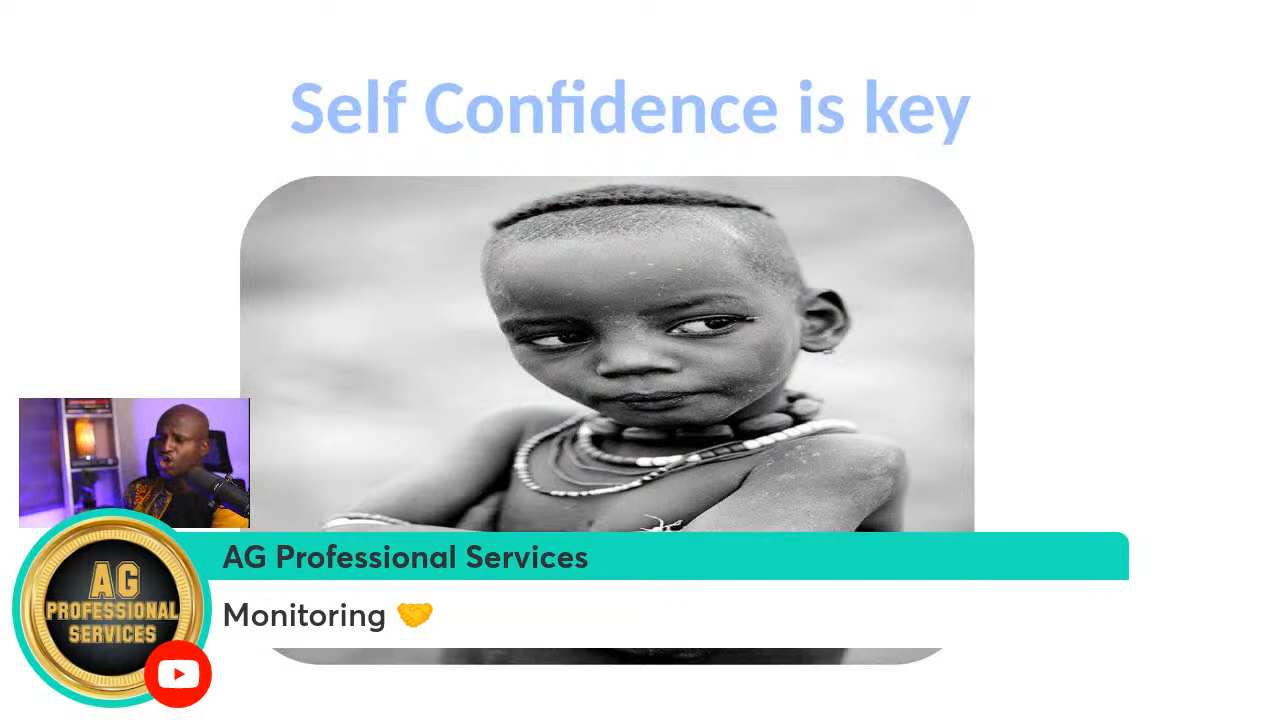 Self Confidence is key
AG Professional Services
Monitoring 🤝
AG
PROFESSIONAL
SERVICES